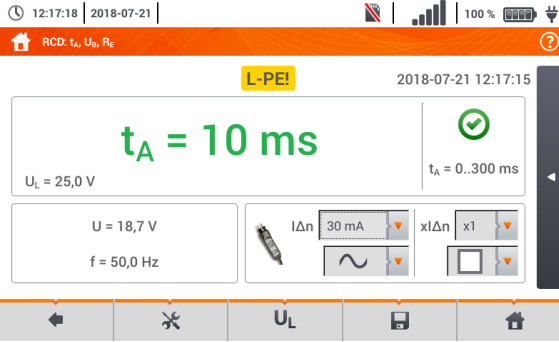 12:17:18 2018-07-21 100 %
RCD: tA, UB, RE
L-PE! 2018-07-21 12:17:15
tA = 10 ms
tA = 0..300 ms
UL = 25,0 V
U = 18,7 V
f = 50,0 Hz
IΔn 30 mA xIΔn x1
UL